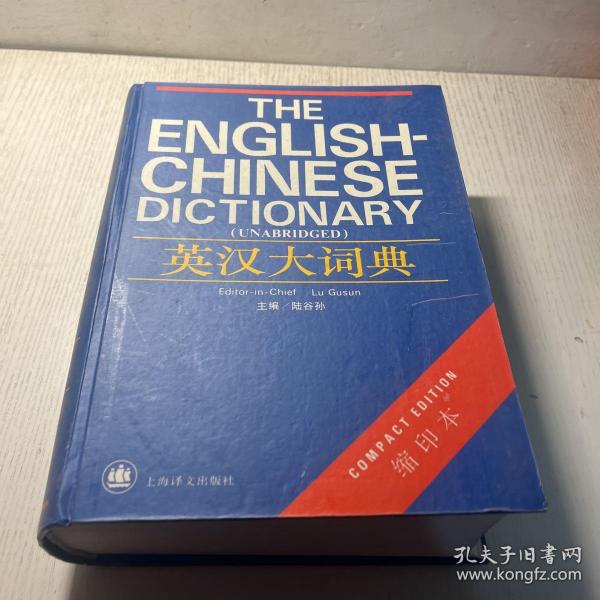 THE
ENGLISH-
CHINESE
DICTIONARY
(UNABRIDGED)
英汉大词典
Editor-in-Chief Lu Gusun
主编/陆谷孙
COMPACT EDITION
缩印本
上海译文出版社
孔夫子旧书网
www.kongfz.com